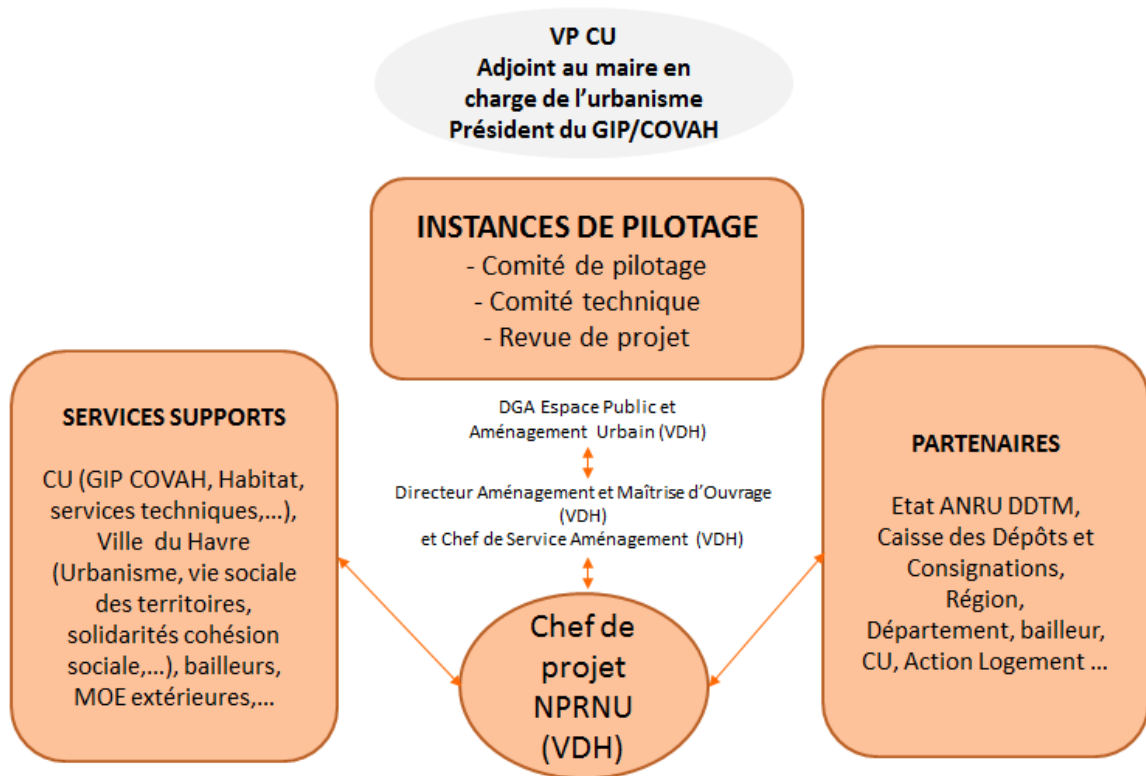 VP CU
Adjoint au maire en
charge de l'urbanisme
Président du GIP/COVAH
INSTANCES DE PILOTAGE
- Comité de pilotage
- Comité technique
- Revue de projet
SERVICES SUPPORTS
CU (GIP COVAH, Habitat,
services techniques,...),
Ville du Havre
(Urbanisme, vie sociale
des territoires,
solidarités cohésion
sociale,...), bailleurs,
MOE extérieures,...
DGA Espace Public et
Aménagement Urbain (VDH)
Directeur Aménagement et Maîtrise d'Ouvrage
(VDH)
et Chef de Service Aménagement (VDH)
Chef de
projet
NPRNU
(VDH)
PARTENAIRES
Etat ANRU DDTM,
Caisse des Dépôts et
Consignations,
Région,
Département, bailleur,
CU, Action Logement ...